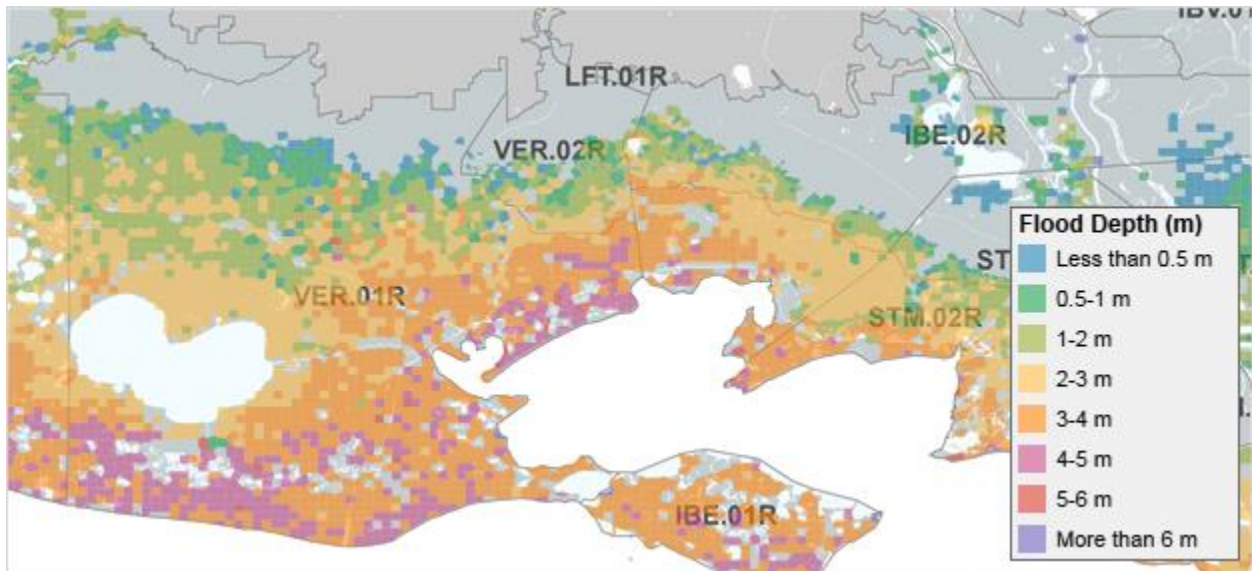 LFT.01R
VER.02R
IBE.02R
VER.01R
STM.02R
IBE.01R
Flood Depth (m)
Less than 0.5 m
0.5-1 m
1-2 m
2-3 m
3-4 m
4-5 m
5-6 m
More than 6 m